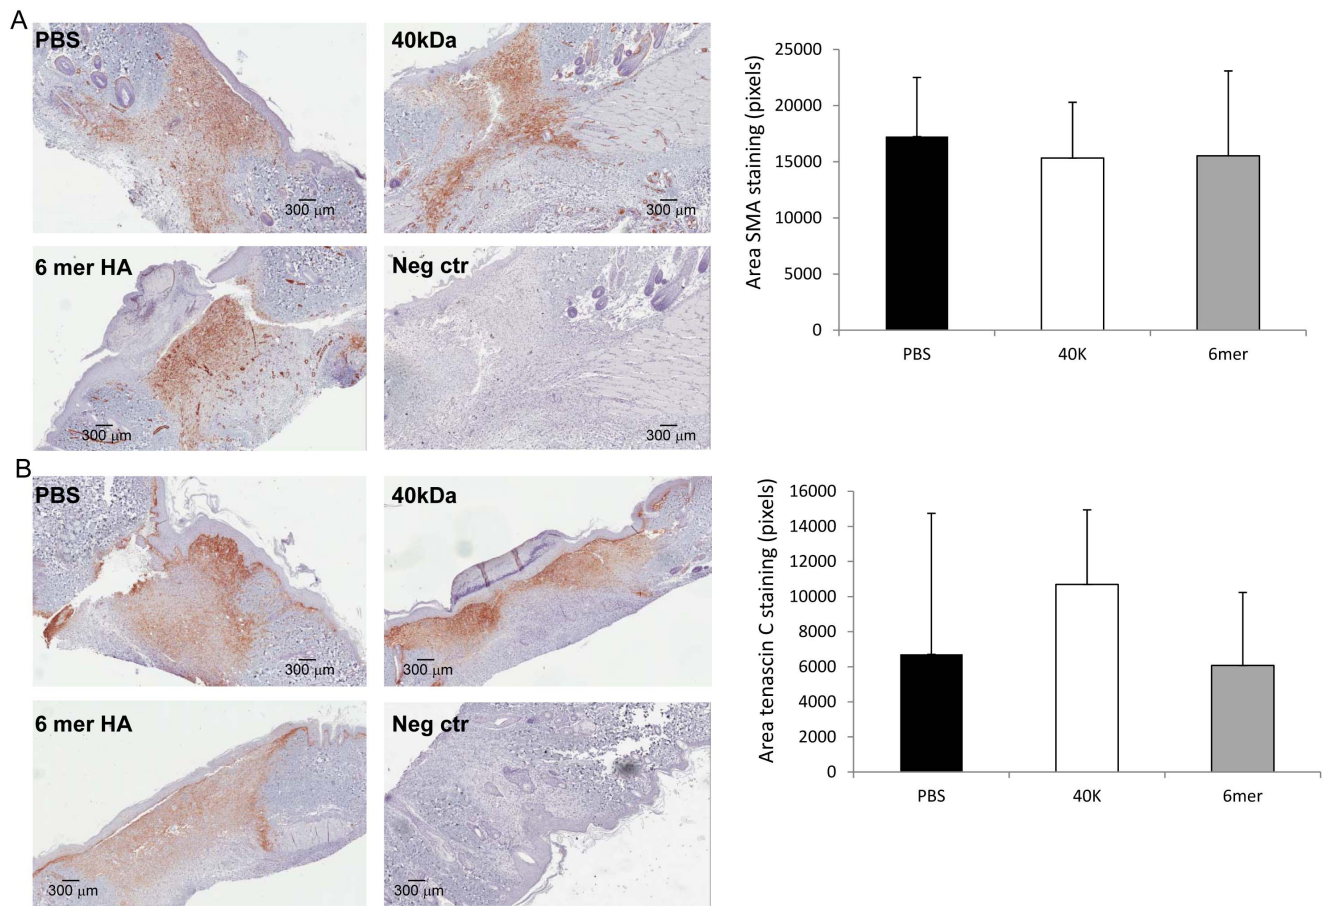 A
PBS
300 µm
40kDa
300 µm
6 mer HA
300 µm
Neg ctr
300 µm
Area SMA staining (pixels)
25000
20000
15000
10000
5000
0
PBS 40K 6mer
B
PBS
300 µm
40kDa
300 µm
6 mer HA
300 µm
Neg ctr
300 µm
Area tenascin C staining (pixels)
16000
14000
12000
10000
8000
6000
4000
2000
0
PBS 40K 6mer